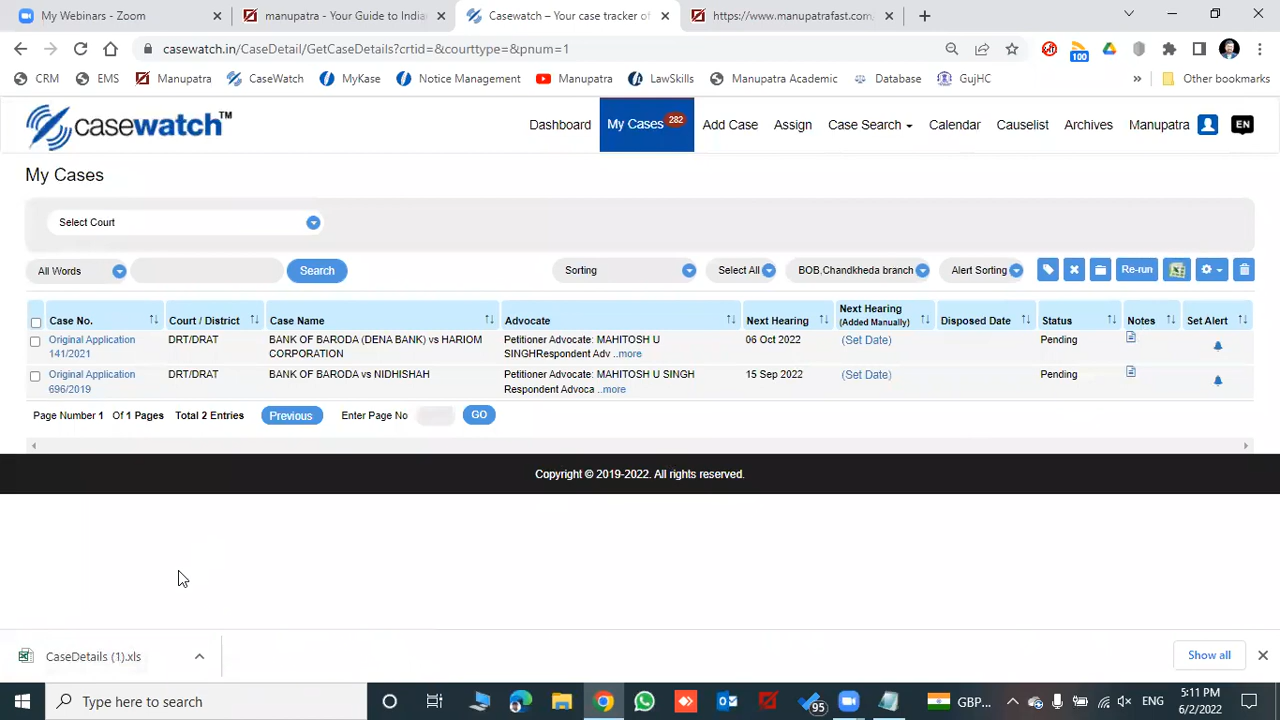 My Webinars - Zoom
manupatra - Your Guide to Indian
Casewatch – Your case tracker of
https://www.manupatrafast.com/
casewatch.in/CaseDetail/GetCaseDetails?crtid=&courttype=&pnum=1
100
CRM EMS Manupatra CaseWatch MyKase Notice Management Manupatra LawSkills Manupatra Academic Database GujHC » Other bookmarks
casewatch™
Dashboard My Cases 282 Add Case Assign Case Search Calendar Causelist Archives Manupatra EN
My Cases
Select Court
All Words Search Sorting Select All BOB,Chandkheda branch Alert Sorting Re-run
Case No. Court / District Case Name Advocate Next Hearing Next Hearing (Added Manually) Disposed Date Status Notes Set Alert
Original Application DRT/DRAT BANK OF BARODA (DENA BANK) vs HARIOM Petitioner Advocate: MAHITOSH U 06 Oct 2022 (Set Date) Pending
141/2021 CORPORATION SINGHRespondent Adv ..more
Original Application DRT/DRAT BANK OF BARODA vs NIDHISHAH Petitioner Advocate: MAHITOSH U SINGH 15 Sep 2022 (Set Date) Pending
696/2019 Respondent Advoca ..more
Page Number 1 Of 1 Pages Total 2 Entries Previous Enter Page No GO
Copyright © 2019-2022. All rights reserved.
CaseDetails (1).xls Show all
Type here to search 95 GBP... ENG 5:11 PM
6/2/2022